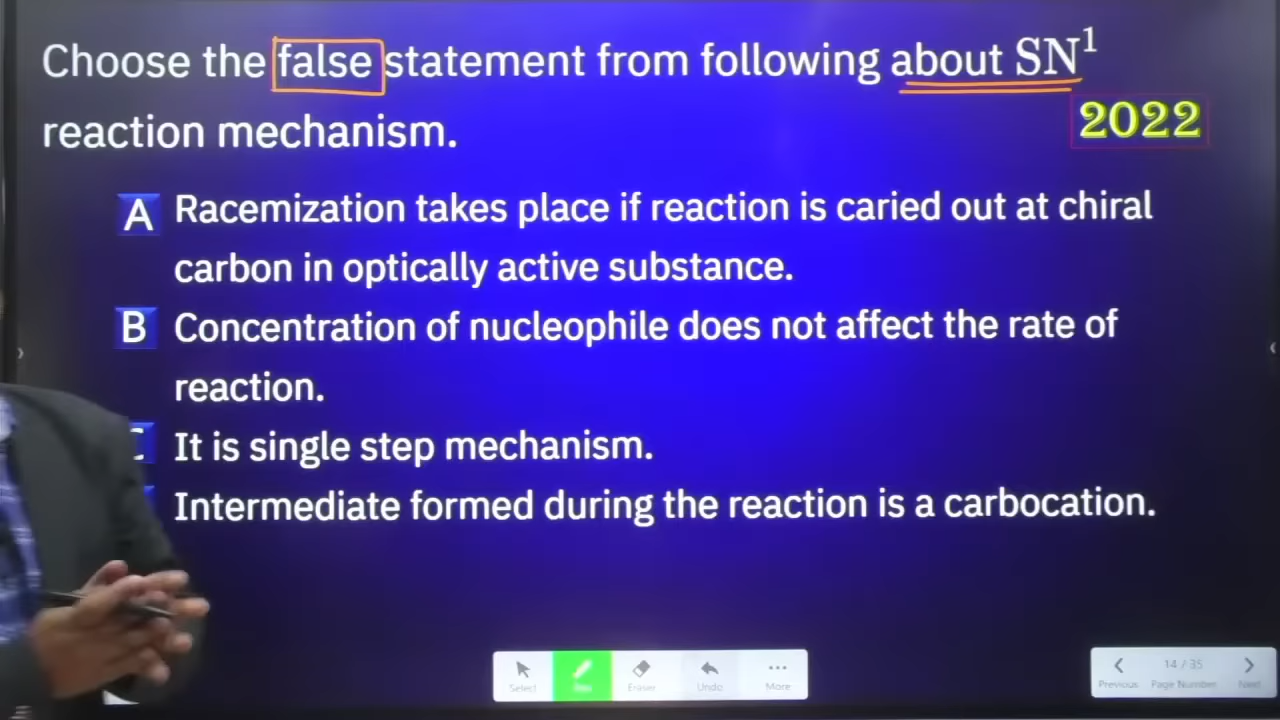 Choose the false statement from following about SN¹
reaction mechanism.
2022
A Racemization takes place if reaction is caried out at chiral
carbon in optically active substance.
B Concentration of nucleophile does not affect the rate of
reaction.
It is single step mechanism.
Intermediate formed during the reaction is a carbocation.
Select
Eraser
Undo
More
Previous
14 / 35
Page Number
Next